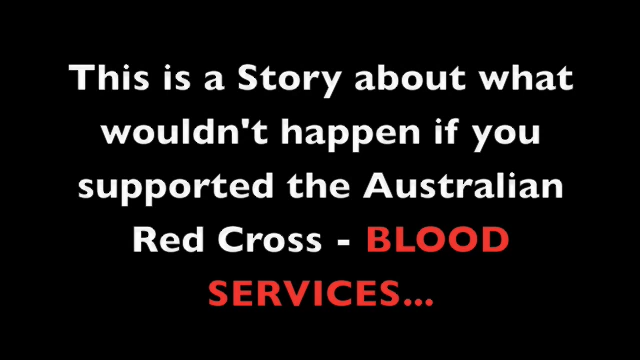 This is a Story about what
wouldn't happen if you
supported the Australian
Red Cross - BLOOD
SERVICES...